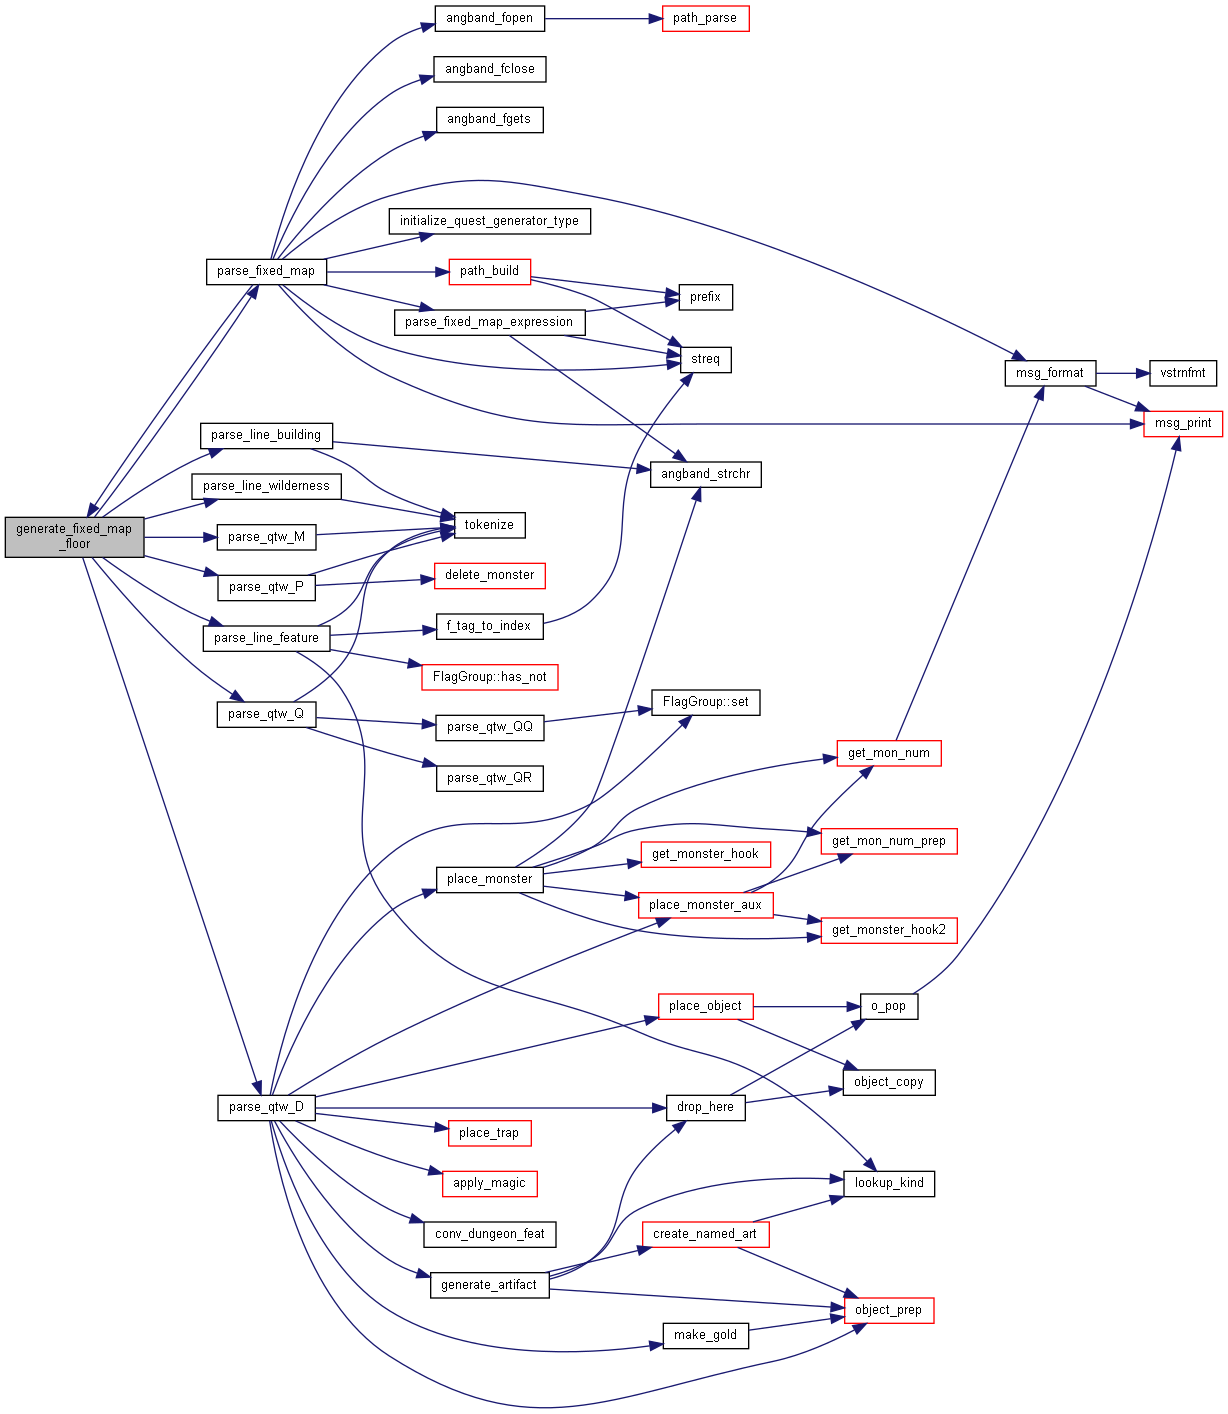 angband_fopen
path_parse
angband_fclose
angband_fgets
initialize_quest_generator_type
parse_fixed_map
path_build
prefix
parse_fixed_map_expression
streq
msg_format
vstrnfmt
msg_print
parse_line_building
angband_strchr
parse_line_wilderness
generate_fixed_map
_floor
parse_qtw_M
tokenize
parse_qtw_P
delete_monster
parse_line_feature
f_tag_to_index
FlagGroup::has_not
parse_qtw_Q
FlagGroup::set
parse_qtw_QQ
parse_qtw_QR
get_mon_num
get_mon_num_prep
get_monster_hook
place_monster
place_monster_aux
get_monster_hook2
place_object
o_pop
object_copy
parse_qtw_D
drop_here
place_trap
apply_magic
lookup_kind
conv_dungeon_feat
create_named_art
generate_artifact
object_prep
make_gold